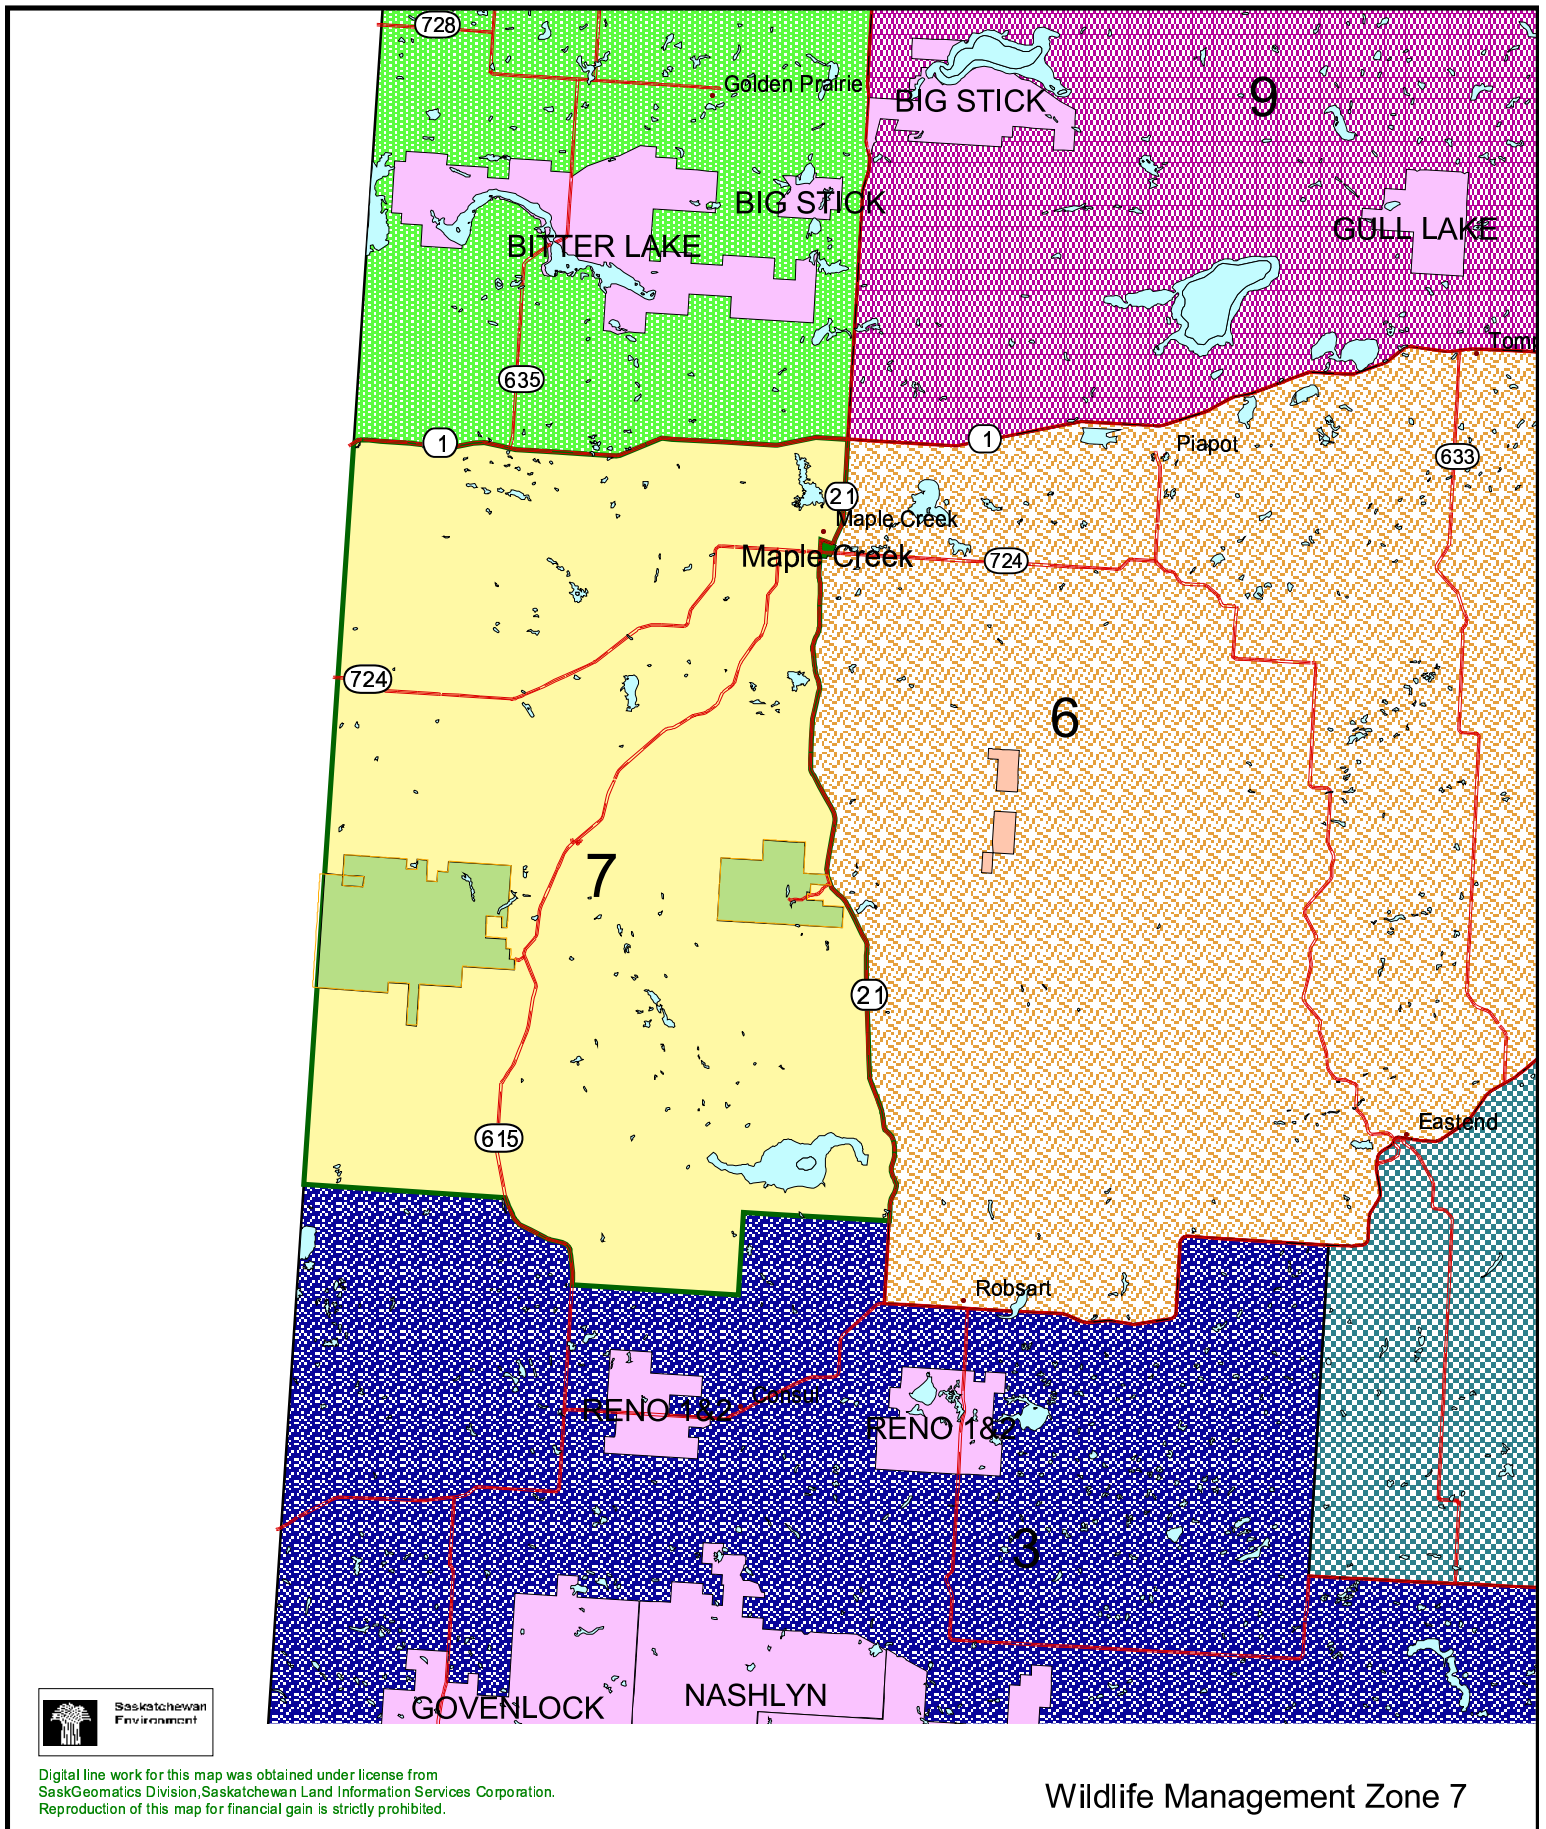 728
Golden Prairie
BIG STICK
9
BIG STICK
GULL LAKE
BITTER LAKE
635
1
1
Piapot
633
21
Maple Creek
Maple Creek
724
724
6
7
21
Eastend
615
Robsart
Consul
RENO 1&2
RENO 1&2
3
NASHLYN
GOVENLOCK
Saskatchewan
Environment
Digital line work for this map was obtained under license from
SaskGeomatics Division,Saskatchewan Land Information Services Corporation.
Reproduction of this map for financial gain is strictly prohibited.
Wildlife Management Zone 7